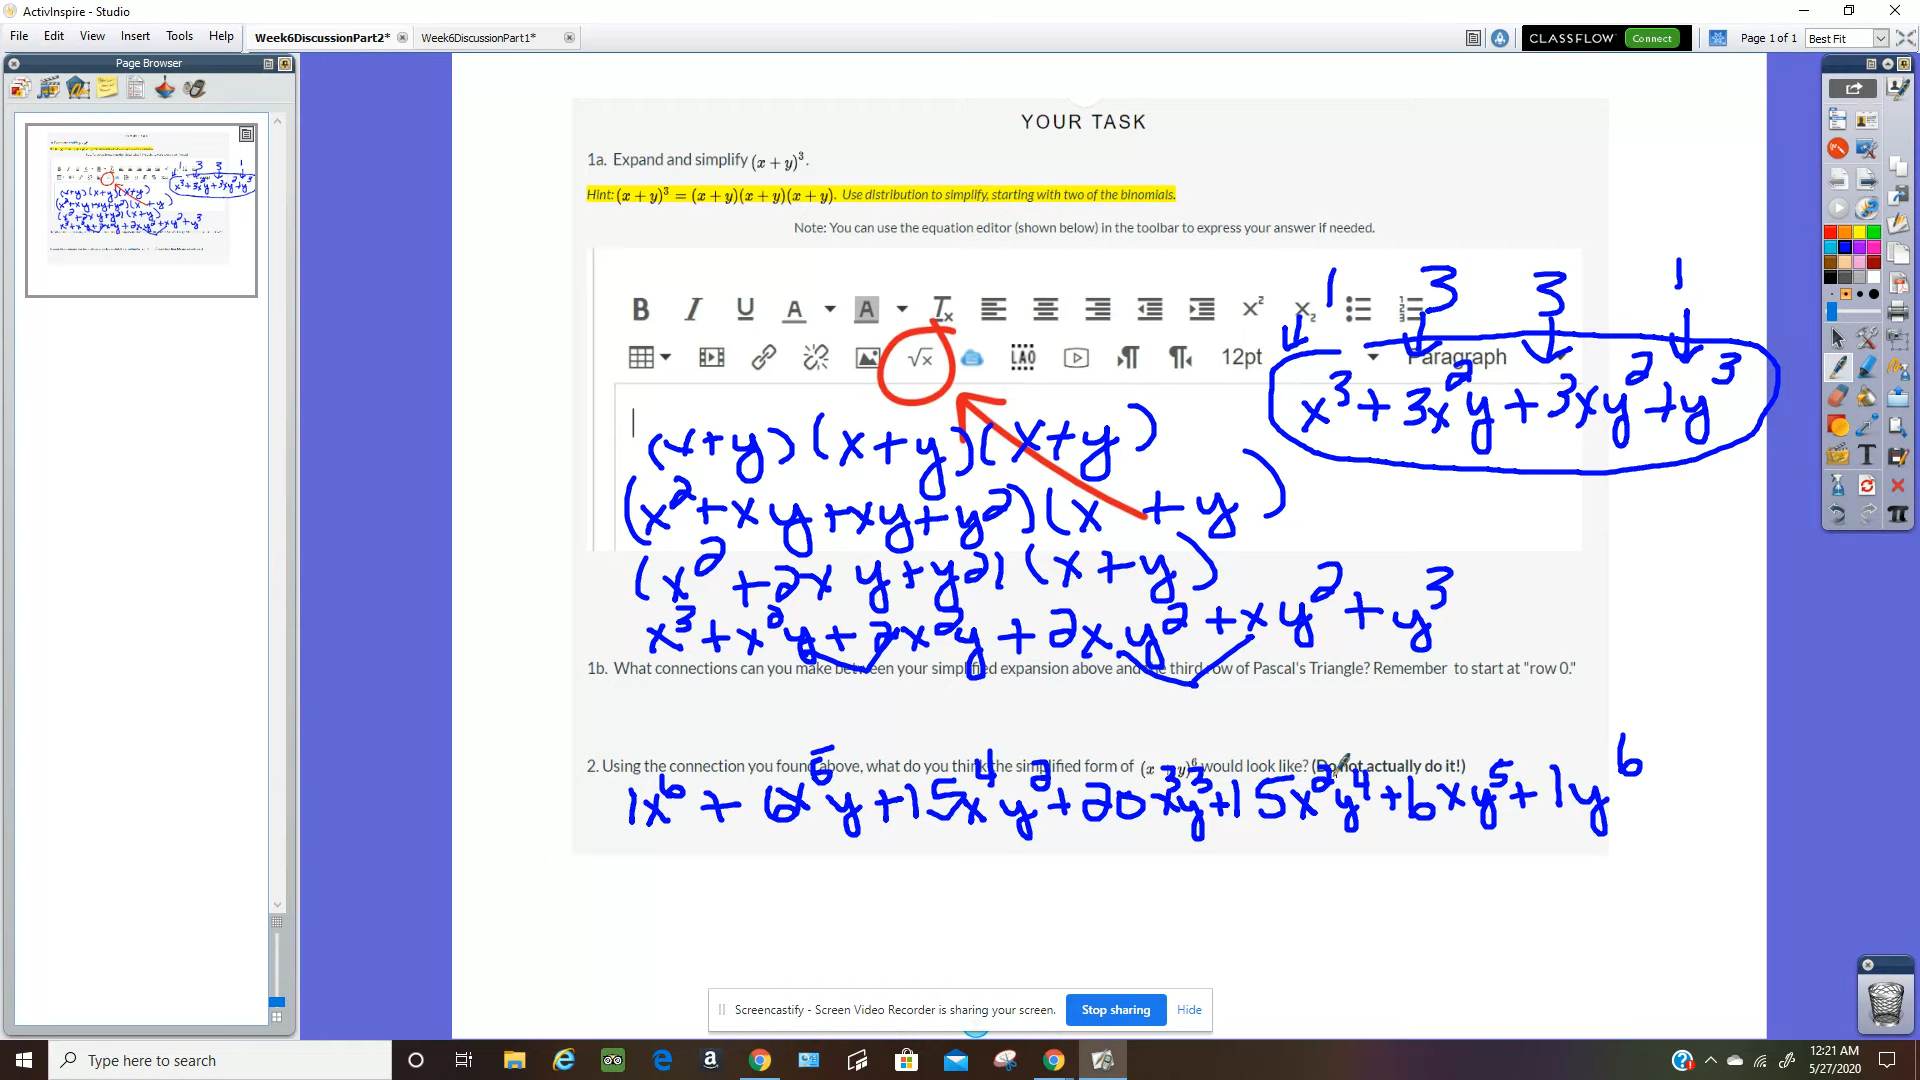 ActivInspire - Studio
File Edit View Insert Tools Help
Week6DiscussionPart2* Week6DiscussionPart1*
CLASSFLOW Connect
Page 1 of 1 Best Fit
Page Browser
YOUR TASK
1a. Expand and simplify (x + y)³.
Hint: (x + y)³ = (x + y)(x + y)(x + y). Use distribution to simplify, starting with two of the binomials.
Note: You can use the equation editor (shown below) in the toolbar to express your answer if needed.
1 3 3 1
B I U A A Tx x² x₂
√x LAO 12pt Paragraph
x³ + 3x²y + 3xy² + y³
(x+y)(x+y)(x+y)
(x²+xy+xy+y²)(x+y)
(x²+2xy+y²)(x+y)
x³+x²y+2x²y+2xy²+xy²+y³
1b. What connections can you make between your simplified expansion above and the third row of Pascal's Triangle? Remember to start at "row 0."
2. Using the connection you found above, what do you think the simplified form of (x + y)⁶ would look like? (Do not actually do it!)
1x⁶ + 6x⁵y + 15x⁴y² + 20x³y³ + 15x²y⁴ + 6xy⁵ + 1y⁶
Screencastify - Screen Video Recorder is sharing your screen. Stop sharing Hide
Type here to search
12:21 AM
5/27/2020